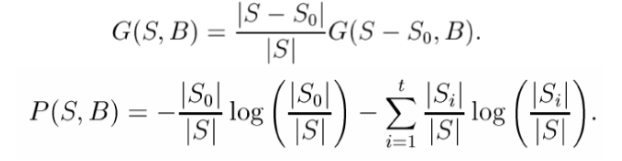 G(S, B) = \frac{|S - S_0|}{|S|} G(S - S_0, B).
P(S, B) = -\frac{|S_0|}{|S|} \log \left( \frac{|S_0|}{|S|} \right) - \sum_{i=1}^{t} \frac{|S_i|}{|S|} \log \left( \frac{|S_i|}{|S|} \right).